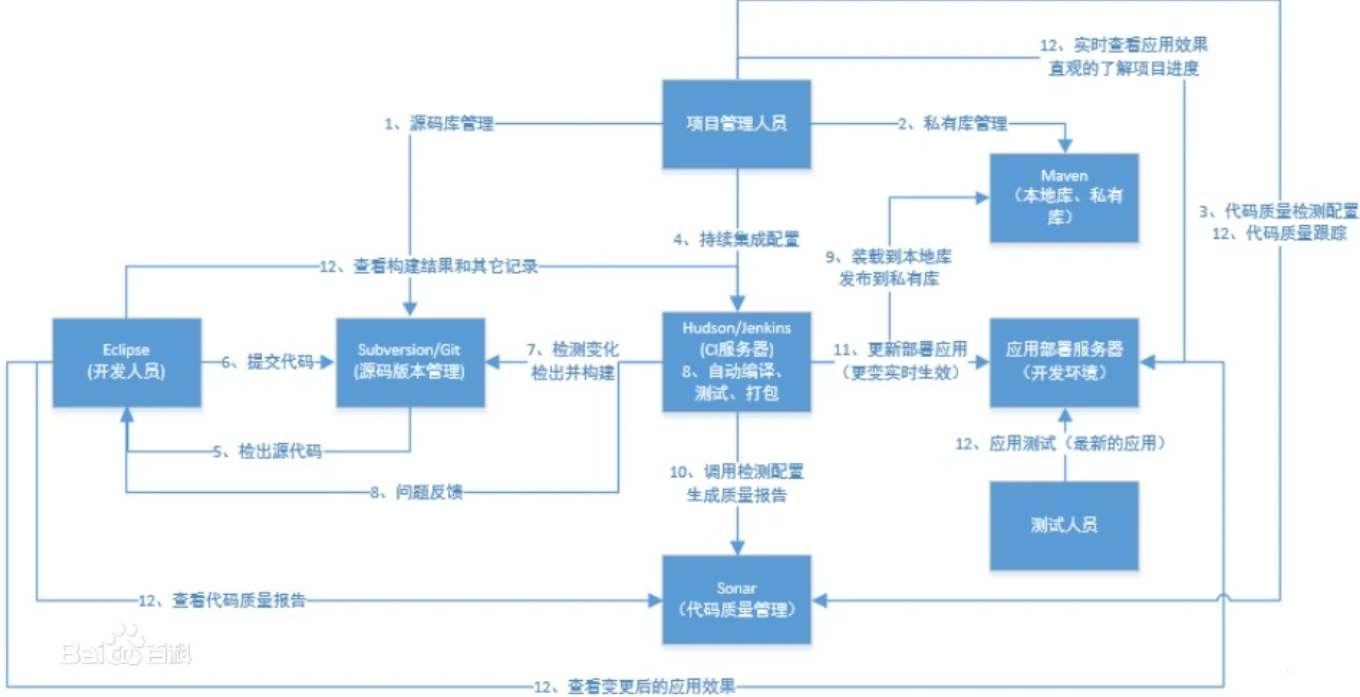 12、实时查看应用效果
直观的了解项目进度
1、源码库管理
项目管理人员
2、私有库管理
Maven
（本地库、私有
库）
3、代码质量检测配置
12、代码质量跟踪
4、持续集成配置
9、装载到本地库
发布到私有库
12、查看构建结果和其它记录
Eclipse
(开发人员)
6、提交代码
Subversion/Git
(源码版本管理)
7、检测变化
检出并构建
Hudson/Jenkins
(CI服务器)
8、自动编译、
测试、打包
11、更新部署应用
（更变实时生效）
应用部署服务器
（开发环境）
5、检出源代码
12、应用测试（最新的应用）
8、问题反馈
10、调用检测配置
生成质量报告
测试人员
12、查看代码质量报告
Sonar
（代码质量管理）
Baidu百科
12、查看变更后的应用效果